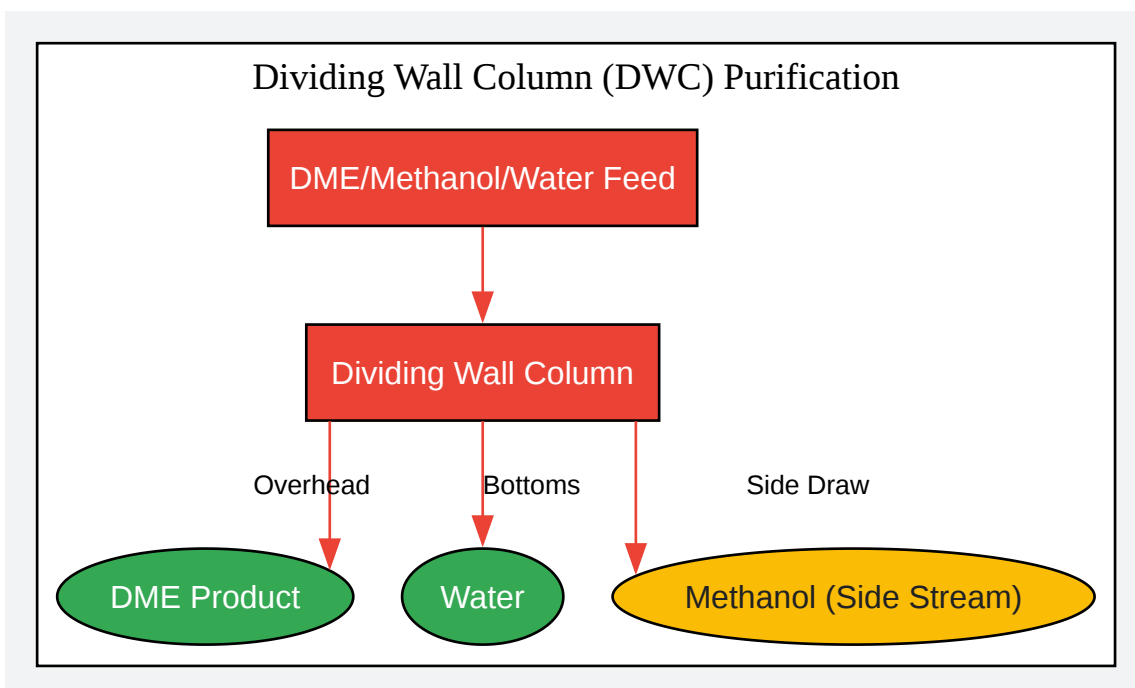 Dividing Wall Column (DWC) Purification
DME/Methanol/Water Feed
Dividing Wall Column
Overhead
Bottoms
Side Draw
DME Product
Water
Methanol (Side Stream)